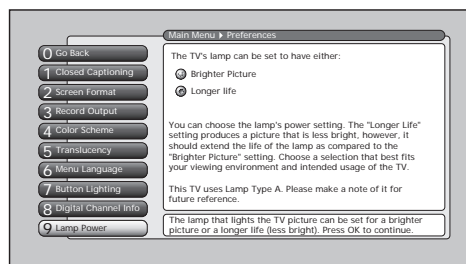 Main Menu ▶ Preferences
0 Go Back
1 Closed Captioning
2 Screen Format
3 Record Output
4 Color Scheme
5 Translucency
6 Menu Language
7 Button Lighting
8 Digital Channel Info
9 Lamp Power
The TV's lamp can be set to have either:
Brighter Picture
Longer life
You can choose the lamp's power setting. The "Longer Life"
setting produces a picture that is less bright, however, it
should extend the life of the lamp as compared to the
"Brighter Picture" setting. Choose a selection that best fits
your viewing environment and intended usage of the TV.
This TV uses Lamp Type A. Please make a note of it for
future reference.
The lamp that lights the TV picture can be set for a brighter
picture or a longer life (less bright). Press OK to continue.